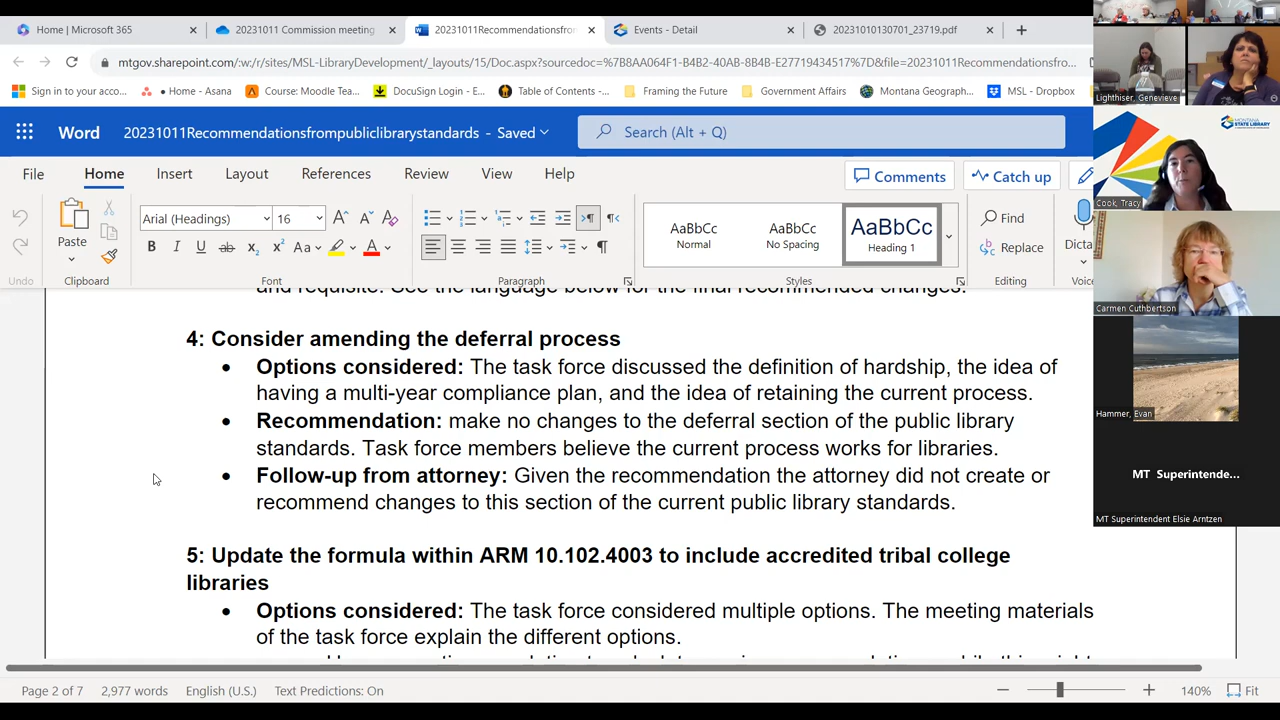 Home | Microsoft 365
20231011 Commission meeting
20231011Recommendationsfrom
Events - Detail
20231010130701_23719.pdf
mtgov.sharepoint.com/:w:/r/sites/MSL-LibraryDevelopment/_layouts/15/Doc.aspx?sourcedoc=%7B8AA064F1-B4B2-40AB-8B4B-E27719434517%7D&file=20231011Recommendationsfro...
Sign in to your acco...
Home - Asana
Course: Moodle Tea...
DocuSign Login - E...
Table of Contents -...
Framing the Future
Government Affairs
Montana Geograph...
MSL - Dropbox
Word
20231011Recommendationsfrompubliclibrarystandards - Saved
Search (Alt + Q)
File
Home
Insert
Layout
References
Review
View
Help
Comments
Catch up
Paste
Arial (Headings)
16
AaBbCc
Normal
AaBbCc
No Spacing
AaBbCc
Heading 1
Find
Replace
Dicta
Undo
Clipboard
Font
Paragraph
Styles
Editing
Voice
and requisite. See the language below for the final recommended changes.
4: Consider amending the deferral process
Options considered: The task force discussed the definition of hardship, the idea of
having a multi-year compliance plan, and the idea of retaining the current process.
Recommendation: make no changes to the deferral section of the public library
standards. Task force members believe the current process works for libraries.
Follow-up from attorney: Given the recommendation the attorney did not create or
recommend changes to this section of the current public library standards.
5: Update the formula within ARM 10.102.4003 to include accredited tribal college
libraries
Options considered: The task force considered multiple options. The meeting materials
of the task force explain the different options.
Page 2 of 7
2,977 words
English (U.S.)
Text Predictions: On
140%
Fit
Lighthiser, Genevieve
MONTANA
STATE LIBRARY
Cook, Tracy
Carmen Cuthbertson
Hammer, Evan
MT Superintende...
MT Superintendent Elsie Arntzen